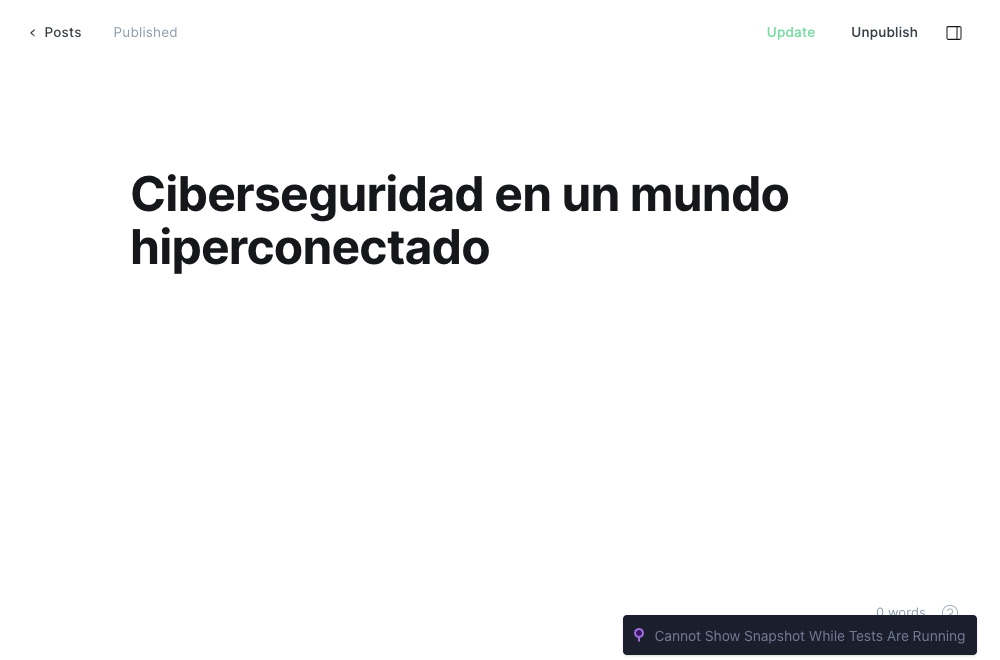 Posts
Published
Update
Unpublish
Ciberseguridad en un mundo
hiperconectado
0 words
?
Cannot Show Snapshot While Tests Are Running